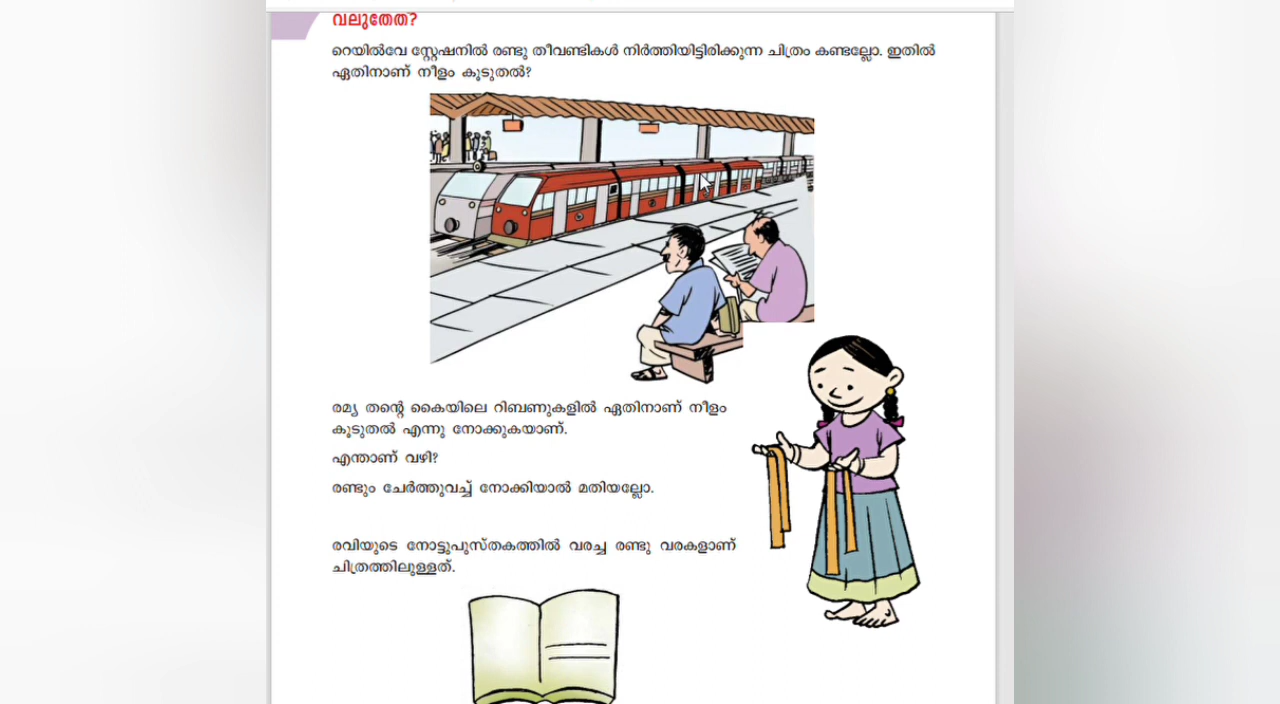 വലുതേത്?
റെയിൽവേ സ്റ്റേഷനിൽ രണ്ടു തീവണ്ടികൾ നിർത്തിയിട്ടിരിക്കുന്ന ചിത്രം കണ്ടല്ലോ. ഇതിൽ
ഏതിനാണ് നീളം കൂടുതൽ?
രമ്യ തന്റെ കൈയിലെ റിബണുകളിൽ ഏതിനാണ് നീളം
കൂടുതൽ എന്നു നോക്കുകയാണ്.
എന്താണ് വഴി?
രണ്ടും ചേർത്തുവച്ച് നോക്കിയാൽ മതിയല്ലോ.
രവിയുടെ നോട്ടുപുസ്തകത്തിൽ വരച്ച രണ്ടു വരകളാണ്
ചിത്രത്തിലുള്ളത്.